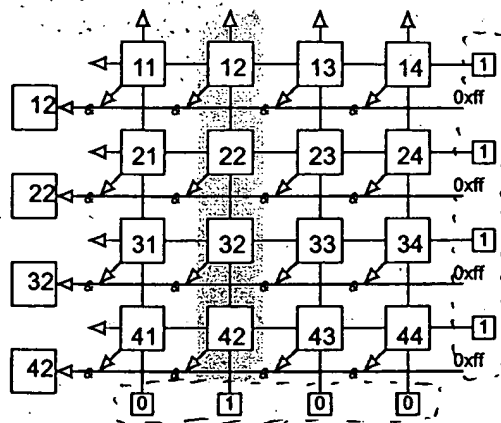 11 12 13 14 1
12 & & & & 0xff
21 22 23 24 1
22 & & & & 0xff
31 32 33 34 1
32 & & & & 0xff
41 42 43 44 1
42 & & & & 0xff
0 1 0 0